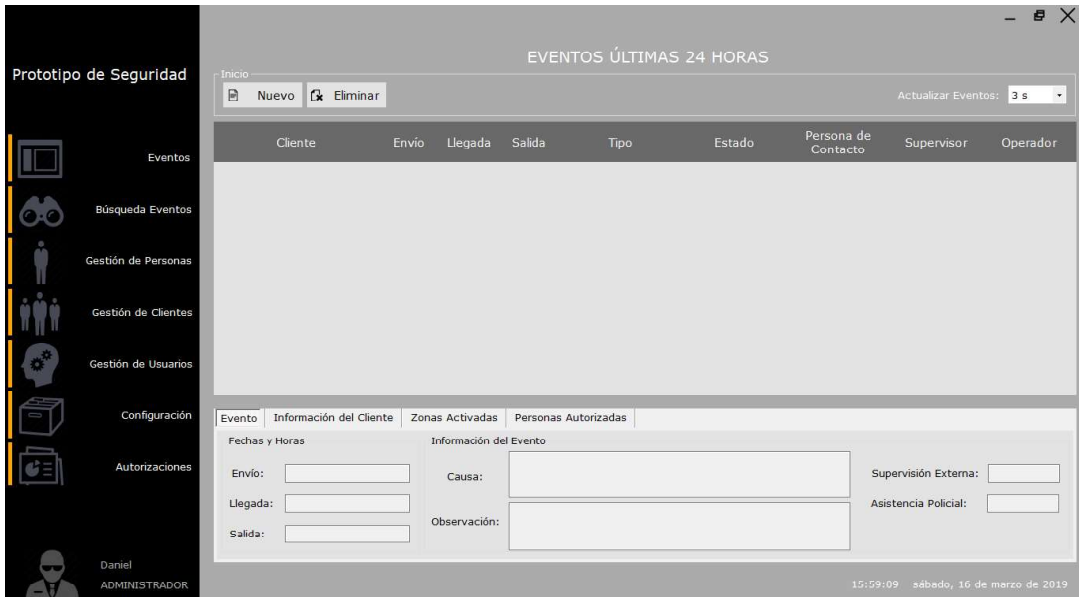 Prototipo de Seguridad
Eventos
Búsqueda Eventos
Gestión de Personas
Gestión de Clientes
Gestión de Usuarios
Configuración
Autorizaciones
Daniel
ADMINISTRADOR
EVENTOS ÚLTIMAS 24 HORAS
Inicio
Nuevo Eliminar
Actualizar Eventos: 3 s
Cliente Envío Llegada Salida Tipo Estado Persona de Contacto Supervisor Operador
Evento Información del Cliente Zonas Activadas Personas Autorizadas
Fechas y Horas
Envío:
Llegada:
Salida:
Información del Evento
Causa:
Observación:
Supervisión Externa:
Asistencia Policial:
15:59:09 sábado, 16 de marzo de 2019